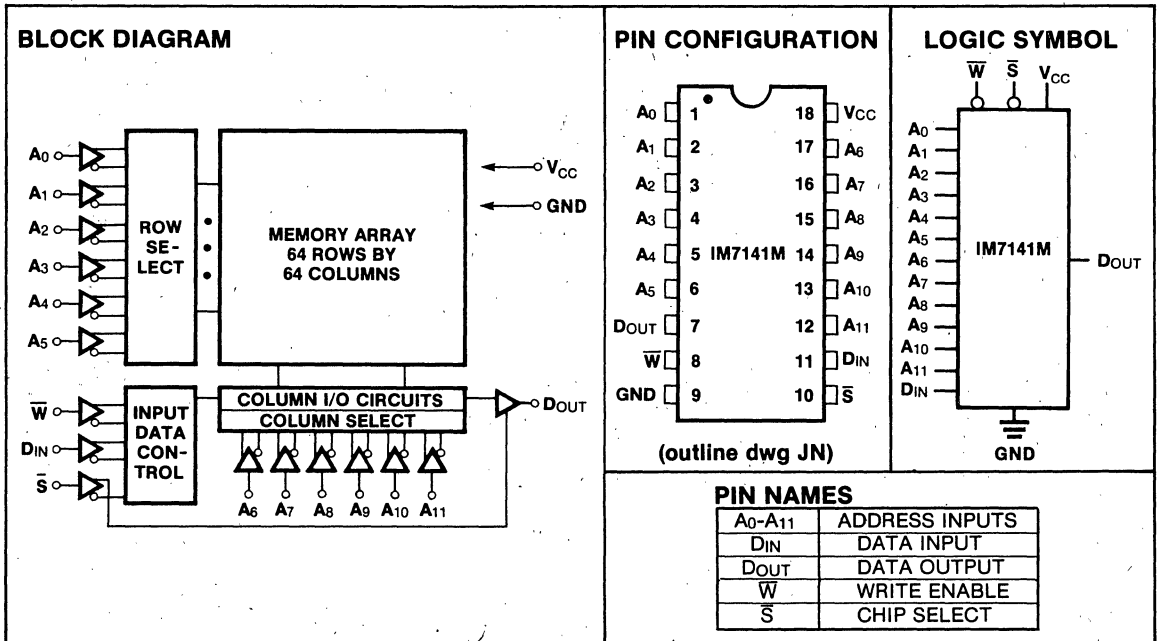 BLOCK DIAGRAM
A0
A1
A2
A3
A4
A5
ROW
SE-
LECT
MEMORY ARRAY
64 ROWS BY
64 COLUMNS
VCC
GND
W̅
DIN
S̅
INPUT
DATA
CON-
TROL
COLUMN I/O CIRCUITS
COLUMN SELECT
DOUT
A6 A7 A8 A9 A10 A11
PIN CONFIGURATION
A0 1 18 VCC
A1 2 17 A6
A2 3 16 A7
A3 4 15 A8
A4 5 IM7141M 14 A9
A5 6 13 A10
DOUT 7 12 A11
W̅ 8 11 DIN
GND 9 10 S̅
(outline dwg JN)
LOGIC SYMBOL
W̅ S̅ VCC
A0
A1
A2
A3
A4
A5
A6
A7
A8
A9
A10
A11
DIN
IM7141M
DOUT
GND
PIN NAMES
A0-A11 ADDRESS INPUTS
DIN DATA INPUT
DOUT DATA OUTPUT
W̅ WRITE ENABLE
S̅ CHIP SELECT